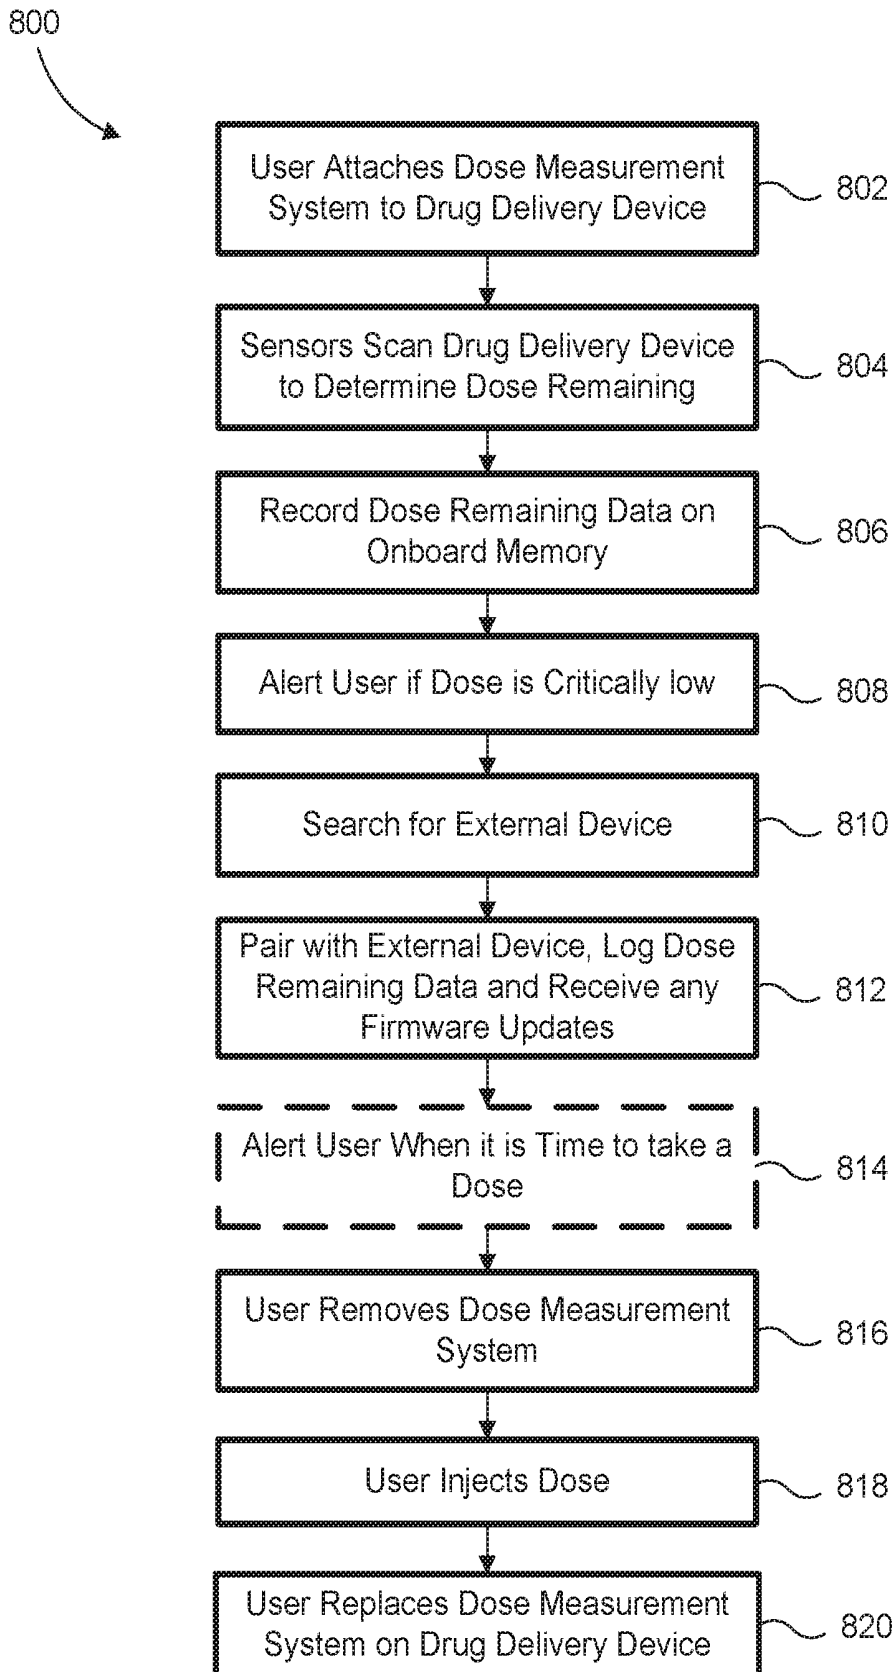 800
User Attaches Dose Measurement
System to Drug Delivery Device
802
Sensors Scan Drug Delivery Device
to Determine Dose Remaining
804
Record Dose Remaining Data on
Onboard Memory
806
Alert User if Dose is Critically low
808
Search for External Device
810
Pair with External Device, Log Dose
Remaining Data and Receive any
Firmware Updates
812
Alert User When it is Time to take a
Dose
814
User Removes Dose Measurement
System
816
User Injects Dose
818
User Replaces Dose Measurement
System on Drug Delivery Device
820